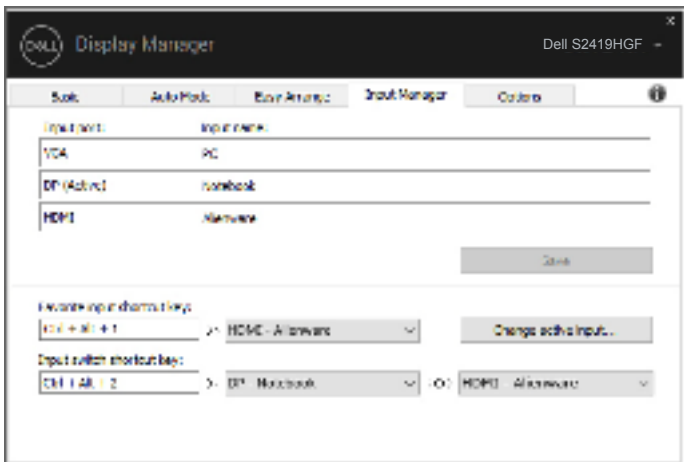 DELL Display Manager
Dell S2419HGF
Basic Auto Mode Easy Arrange Input Manager Options
Input port: Input name:
VGA PC
DP (Active) Notebook
HDMI Alienware
Save
Favorite input shortcut key:
Ctrl + Alt + 1 HDMI - Alienware Change active input...
Input switch shortcut key:
Ctrl + Alt + 2 DP - Notebook HDMI - Alienware